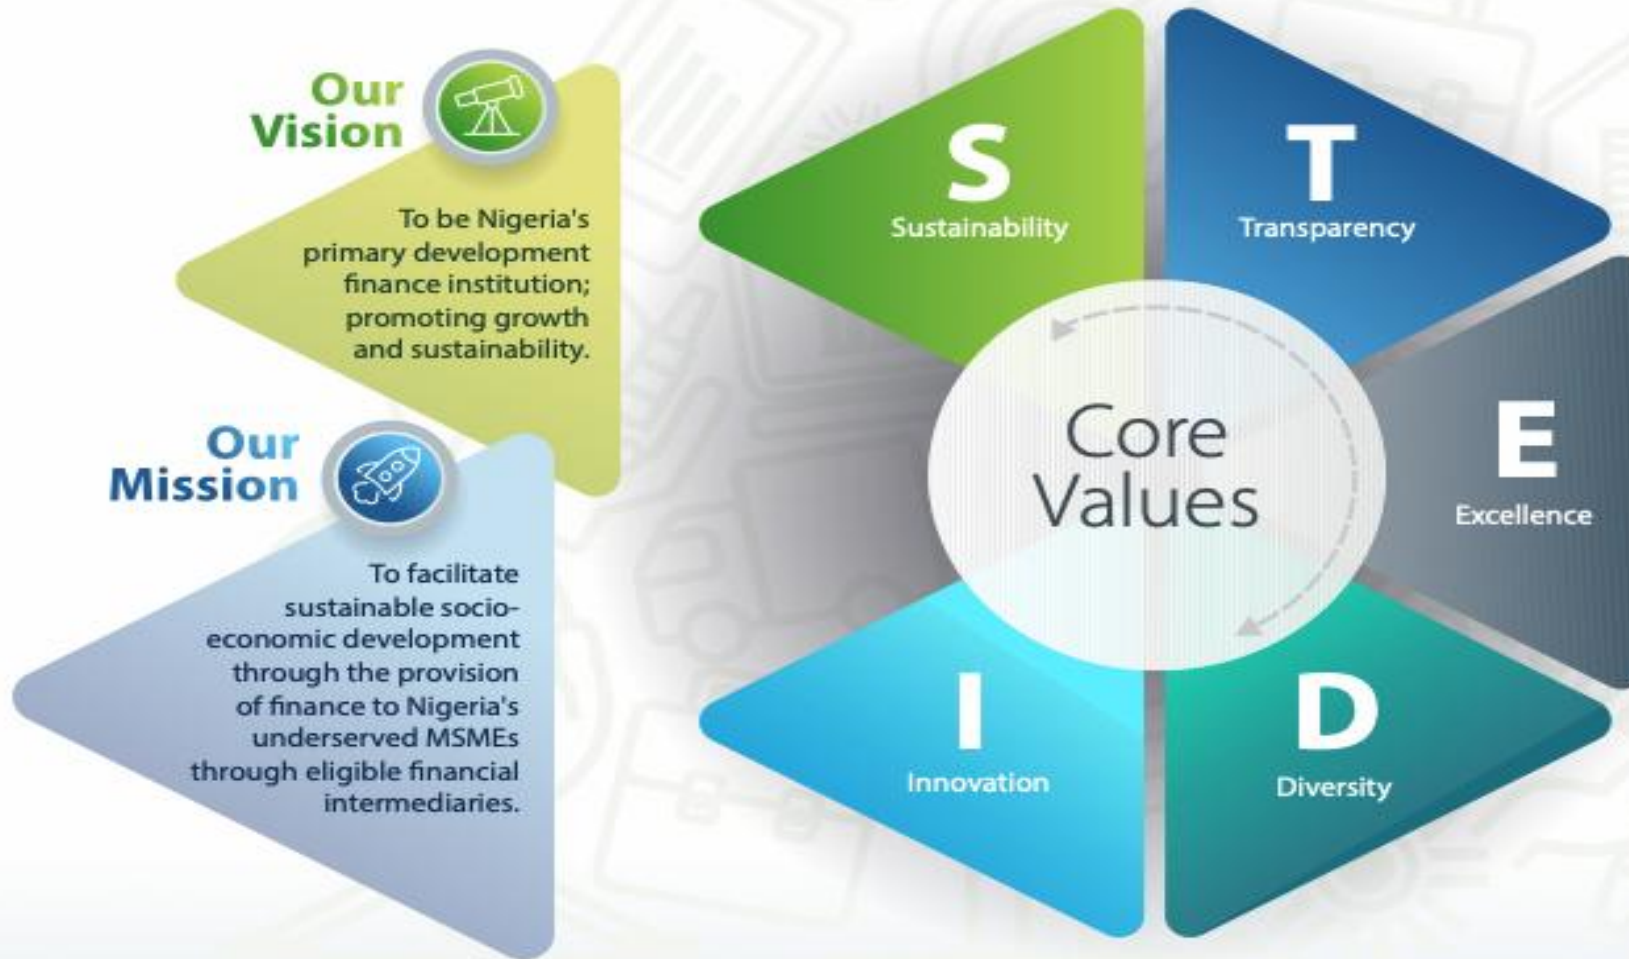 Our
Vision
To be Nigeria's
primary development
finance institution;
promoting growth
and sustainability.
Our
Mission
To facilitate
sustainable socio-
economic development
through the provision
of finance to Nigeria's
underserved MSMEs
through eligible financial
intermediaries.
S
Sustainability
T
Transparency
E
Excellence
Core
Values
I
Innovation
D
Diversity